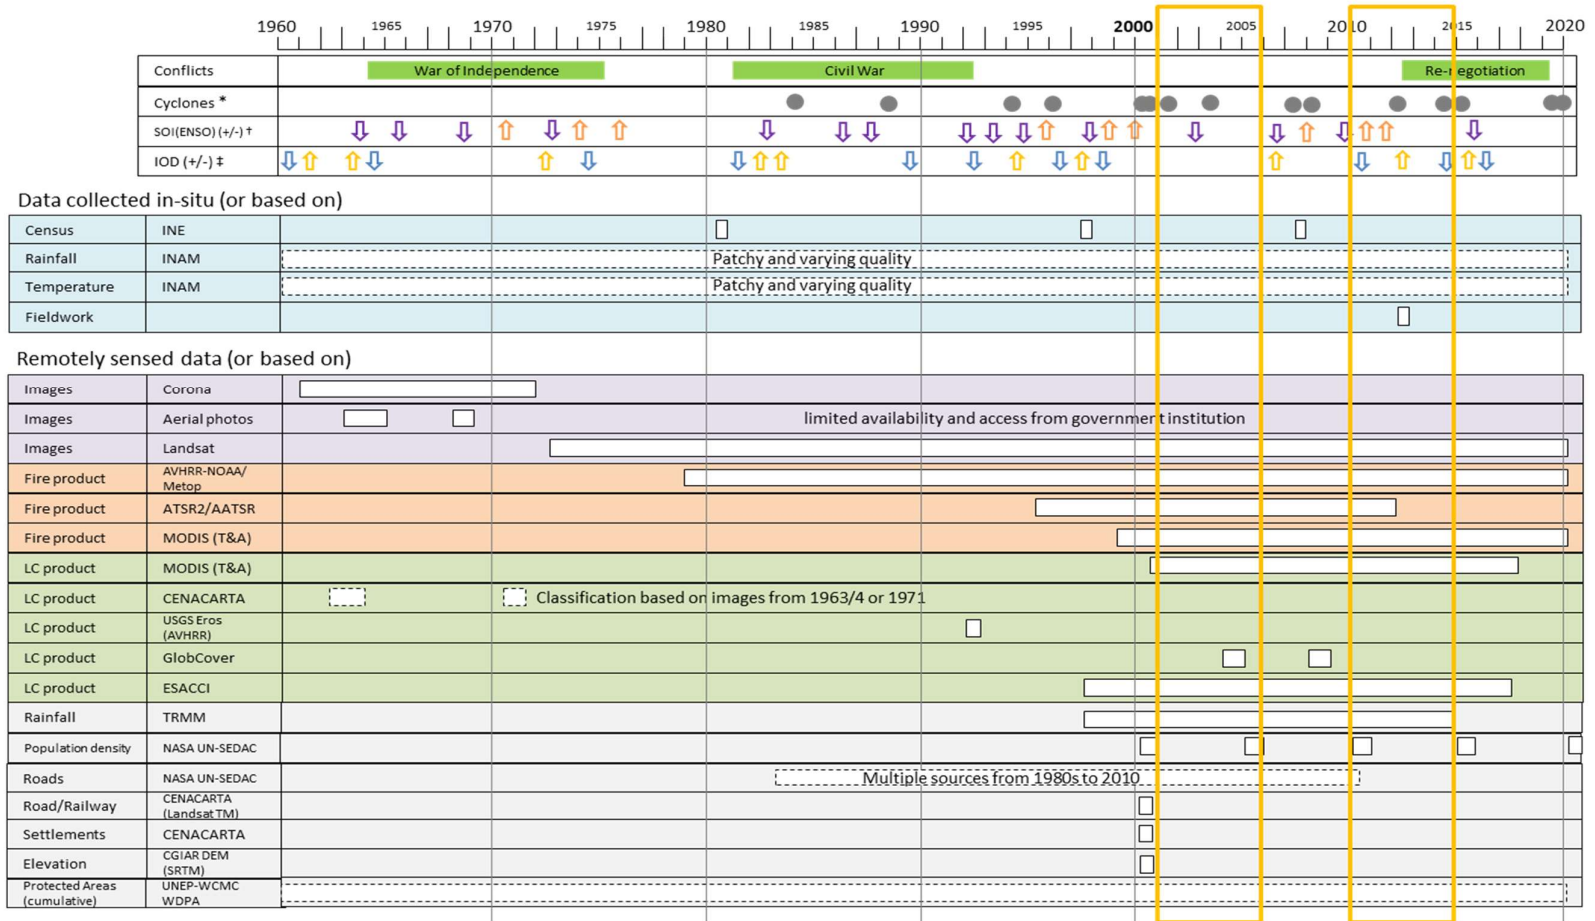 1960 1965 1970 1975 1980 1985 1990 1995 2000 2005 2010 2015 2020
Conflicts War of Independence Civil War Re-negotiation
Cyclones *
SOI(ENSO) (+/-) †
IOD (+/-) ‡
Data collected in-situ (or based on)
Census INE
Rainfall INAM Patchy and varying quality
Temperature INAM Patchy and varying quality
Fieldwork
Remotely sensed data (or based on)
Images Corona
Images Aerial photos limited availability and access from government institution
Images Landsat
Fire product AVHRR-NOAA/
Metop
Fire product ATSR2/AATSR
Fire product MODIS (T&A)
LC product MODIS (T&A)
LC product CENACARTA Classification based on images from 1963/4 or 1971
LC product USGS Eros
(AVHRR)
LC product GlobCover
LC product ESACCI
Rainfall TRMM
Population density NASA UN-SEDAC
Roads NASA UN-SEDAC Multiple sources from 1980s to 2010
Road/Railway CENACARTA
(Landsat TM)
Settlements CENACARTA
Elevation CGIAR DEM
(SRTM)
Protected Areas UNEP-WCMC
(cumulative) WDPA